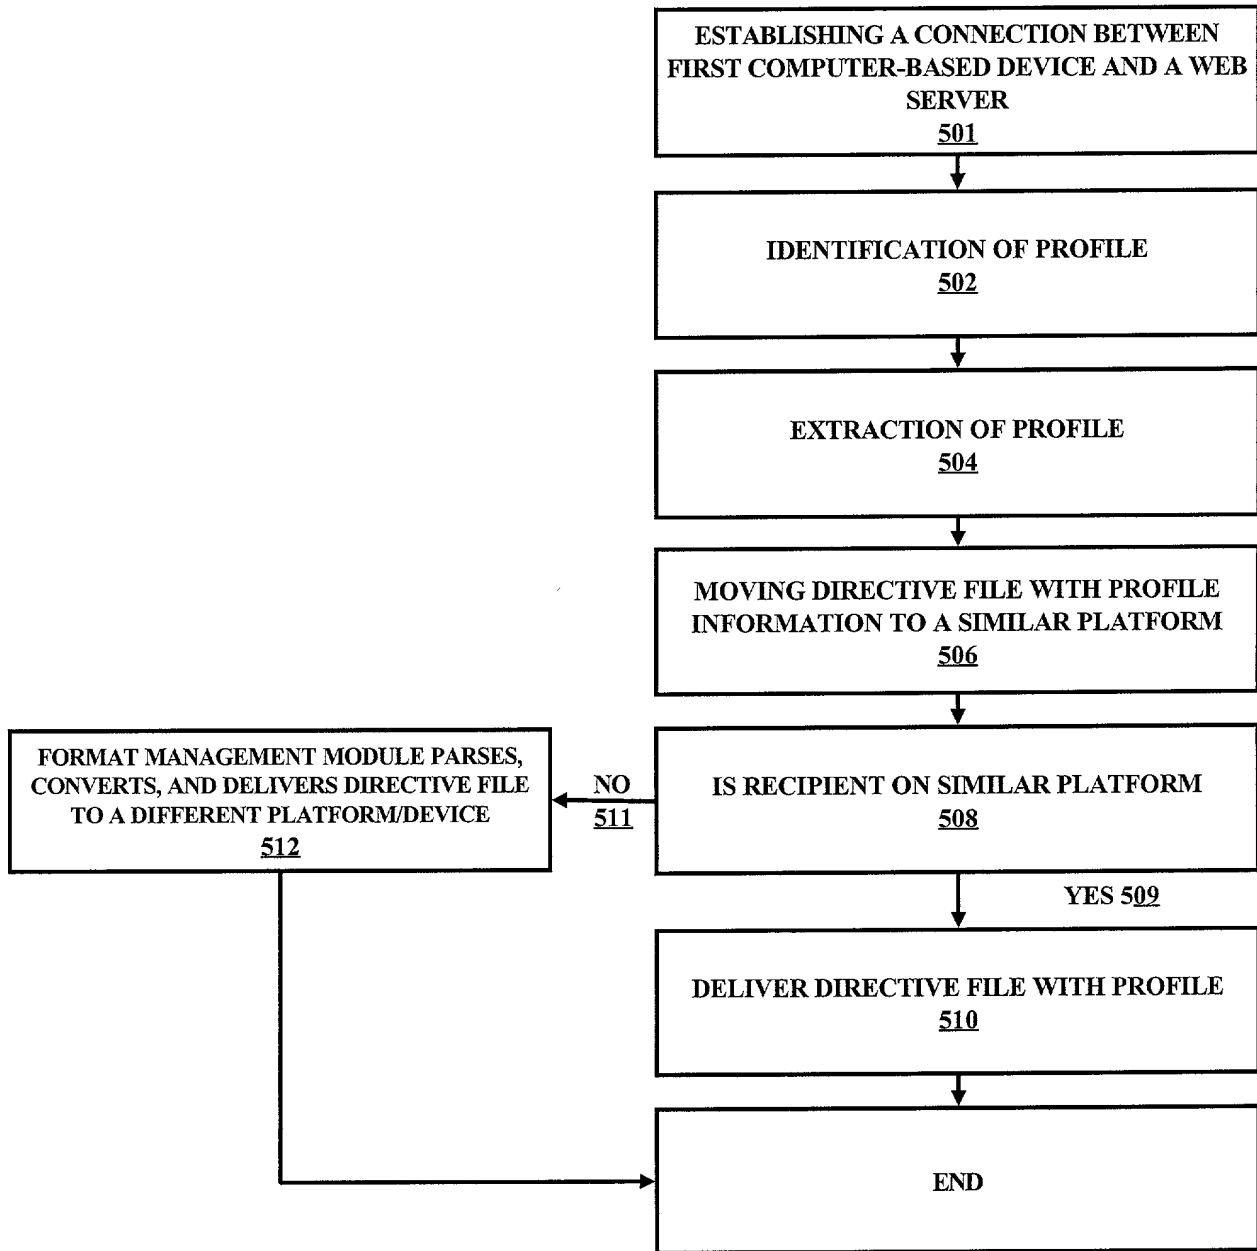 ESTABLISHING A CONNECTION BETWEEN
FIRST COMPUTER-BASED DEVICE AND A WEB
SERVER
501
IDENTIFICATION OF PROFILE
502
EXTRACTION OF PROFILE
504
MOVING DIRECTIVE FILE WITH PROFILE
INFORMATION TO A SIMILAR PLATFORM
506
IS RECIPIENT ON SIMILAR PLATFORM
508
NO
511
FORMAT MANAGEMENT MODULE PARSES,
CONVERTS, AND DELIVERS DIRECTIVE FILE
TO A DIFFERENT PLATFORM/DEVICE
512
YES 509
DELIVER DIRECTIVE FILE WITH PROFILE
510
END